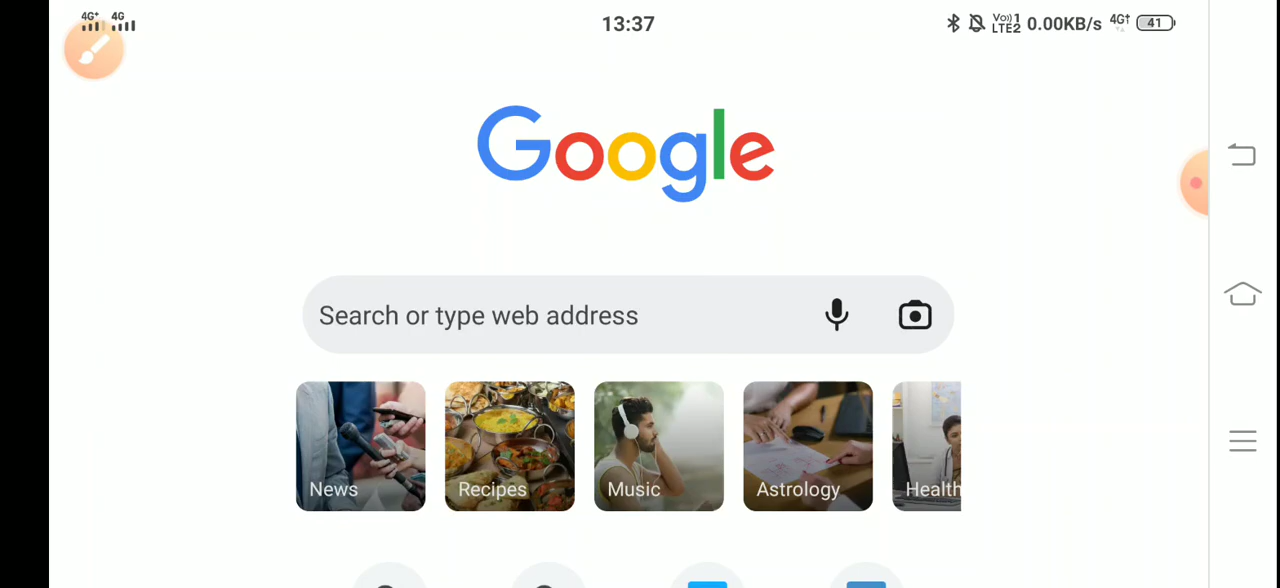 4G+ 4G 13:37 Vo)) 1 LTE2 0.00KB/s 4G↑ 41
Google
Search or type web address
News Recipes Music Astrology Health